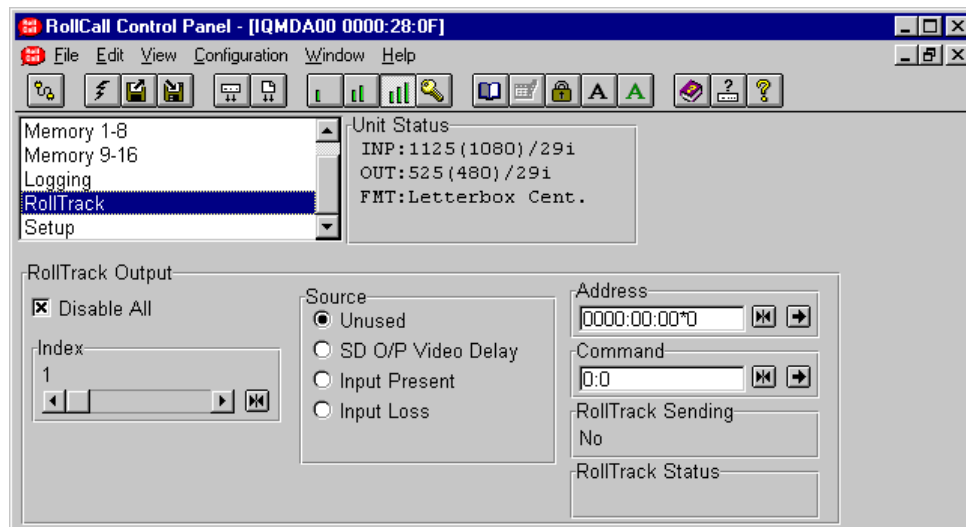 RollCall Control Panel - [IQMDA00 0000:28:0F]
File Edit View Configuration Window Help
A A
Memory 1-8
Memory 9-16
Logging
RollTrack
Setup
Unit Status
INP:1125(1080)/29i
OUT:525(480)/29i
FMT:Letterbox Cent.
RollTrack Output
Disable All
Index
1
Source
Unused
SD O/P Video Delay
Input Present
Input Loss
Address
0000:00:00*0
Command
0:0
RollTrack Sending
No
RollTrack Status